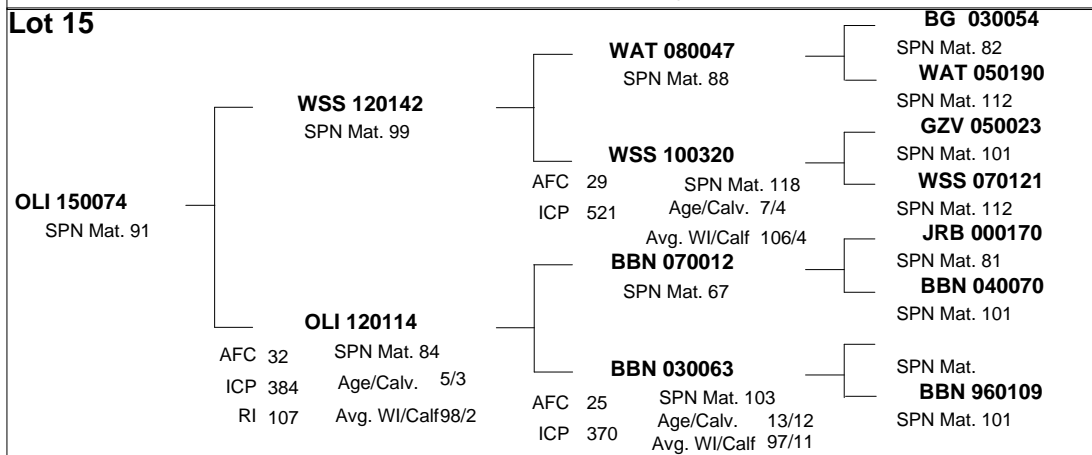 Lot 15
BG 030054
SPN Mat. 82
WAT 080047
SPN Mat. 88
WAT 050190
SPN Mat. 112
WSS 120142
SPN Mat. 99
GZV 050023
SPN Mat. 101
WSS 100320
AFC 29 SPN Mat. 118
ICP 521 Age/Calv. 7/4
Avg. WI/Calf 106/4
WSS 070121
SPN Mat. 112
OLI 150074
SPN Mat. 91
JRB 000170
SPN Mat. 81
BBN 070012
SPN Mat. 67
BBN 040070
SPN Mat. 101
OLI 120114
AFC 32 SPN Mat. 84
ICP 384 Age/Calv. 5/3
RI 107 Avg. WI/Calf 98/2
SPN Mat.
BBN 030063
AFC 25 SPN Mat. 103
Age/Calv. 13/12
ICP 370 Avg. WI/Calf 97/11
BBN 960109
SPN Mat. 101